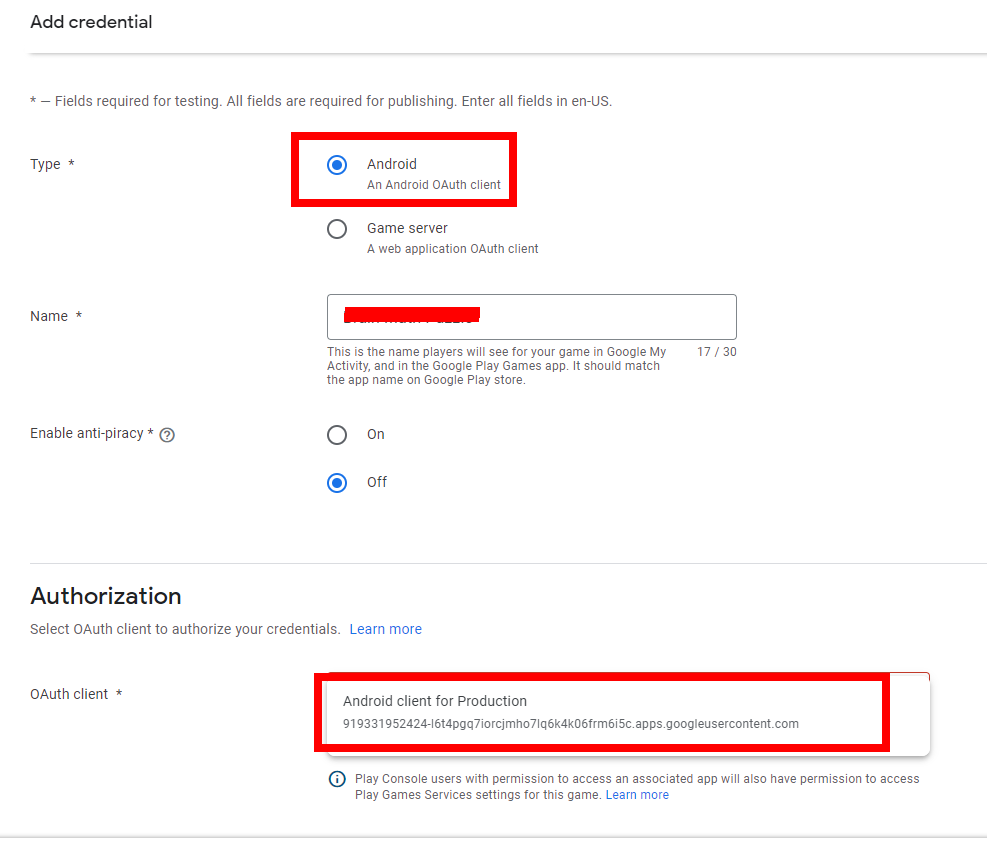 Add credential
* — Fields required for testing. All fields are required for publishing. Enter all fields in en-US.
Type *
Android
An Android OAuth client
Game server
A web application OAuth client
Name *
This is the name players will see for your game in Google My
17 / 30
Activity, and in the Google Play Games app. It should match
the app name on Google Play store.
Enable anti-piracy *
On
Off
Authorization
Select OAuth client to authorize your credentials. Learn more
OAuth client *
Android client for Production
919331952424-l6t4pgq7iorcjmho7lq6k4k06frm6i5c.apps.googleusercontent.com
Play Console users with permission to access an associated app will also have permission to access
Play Games Services settings for this game. Learn more